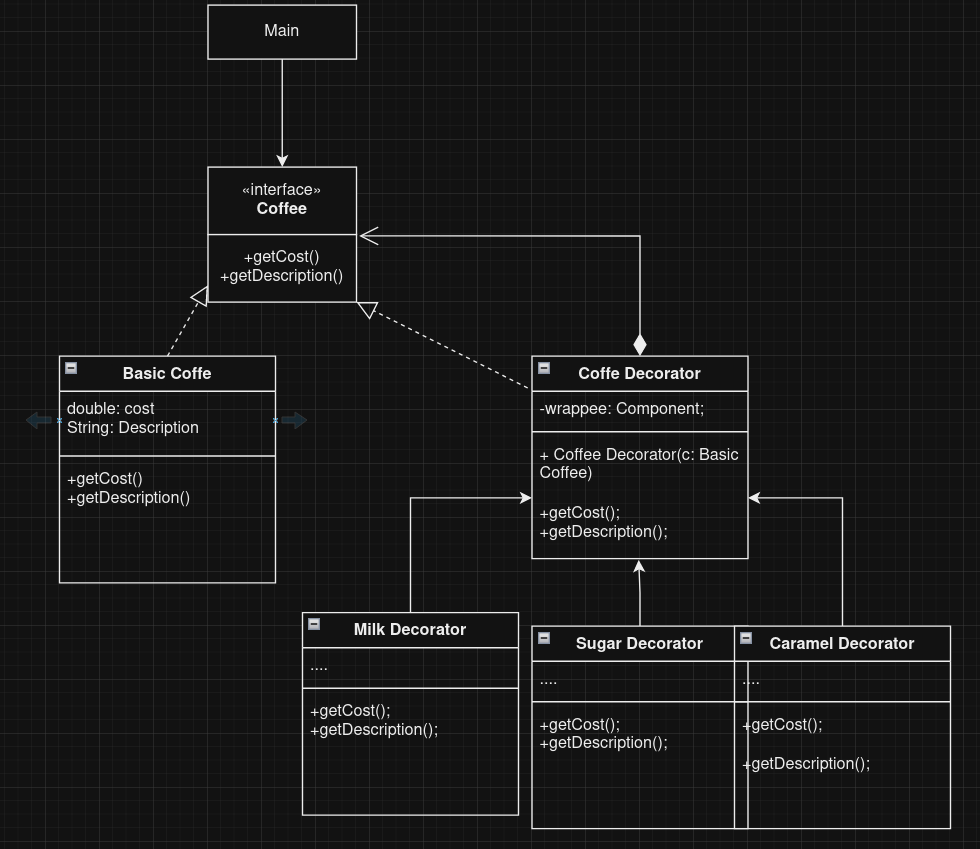 Main
«interface»
Coffee
+getCost()
+getDescription()
Basic Coffe
double: cost
String: Description
+getCost()
+getDescription()
Coffe Decorator
-wrappee: Component;
+ Coffee Decorator(c: Basic
Coffee)
+getCost();
+getDescription();
Milk Decorator
....
+getCost();
+getDescription();
Sugar Decorator
....
+getCost();
+getDescription();
Caramel Decorator
....
+getCost();
+getDescription();